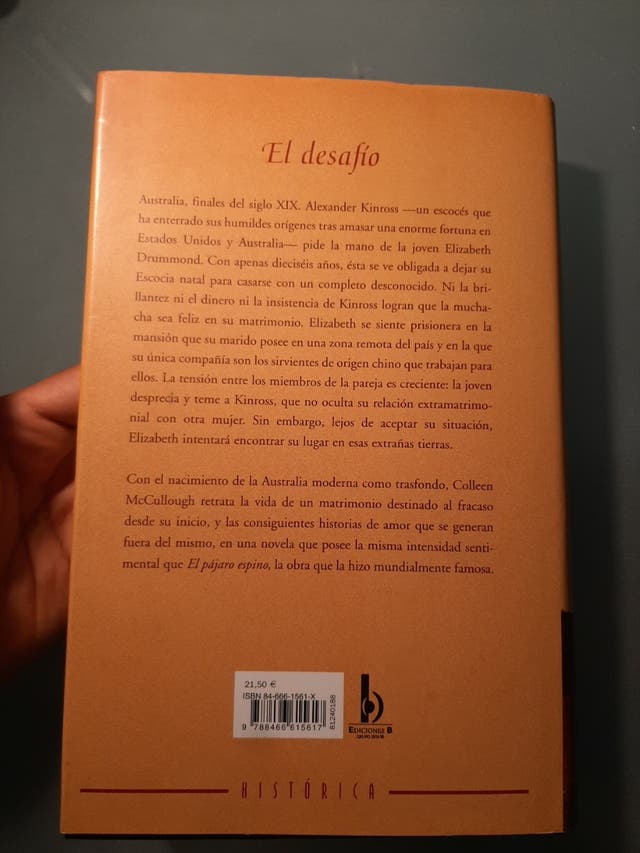 El desafío
Australia, finales del siglo XIX. Alexander Kinross —un escocés que
ha enterrado sus humildes orígenes tras amasar una enorme fortuna en
Estados Unidos y Australia— pide la mano de la joven Elizabeth
Drummond. Con apenas dieciséis años, ésta se ve obligada a dejar su
Escocia natal para casarse con un completo desconocido. Ni la bri-
llantez ni el dinero ni la insistencia de Kinross logran que la mucha-
cha sea feliz en su matrimonio. Elizabeth se siente prisionera en la
mansión que su marido posee en una zona remota del país y en la que
su única compañía son los sirvientes de origen chino que trabajan para
ellos. La tensión entre los miembros de la pareja es creciente: la joven
desprecia y teme a Kinross, que no oculta su relación extramatrimo-
nial con otra mujer. Sin embargo, lejos de aceptar su situación,
Elizabeth intentará encontrar su lugar en esas extrañas tierras.
Con el nacimiento de la Australia moderna como trasfondo, Colleen
McCullough retrata la vida de un matrimonio destinado al fracaso
desde su inicio, y las consiguientes historias de amor que se generan
fuera del mismo, en una novela que posee la misma intensidad senti-
mental que El pájaro espino, la obra que la hizo mundialmente famosa.
21,50 €
ISBN 84-666-1561-X
9 788466 615617
81240188
b
EDICIONES B
GRUPO ZETA
HISTÓRICA